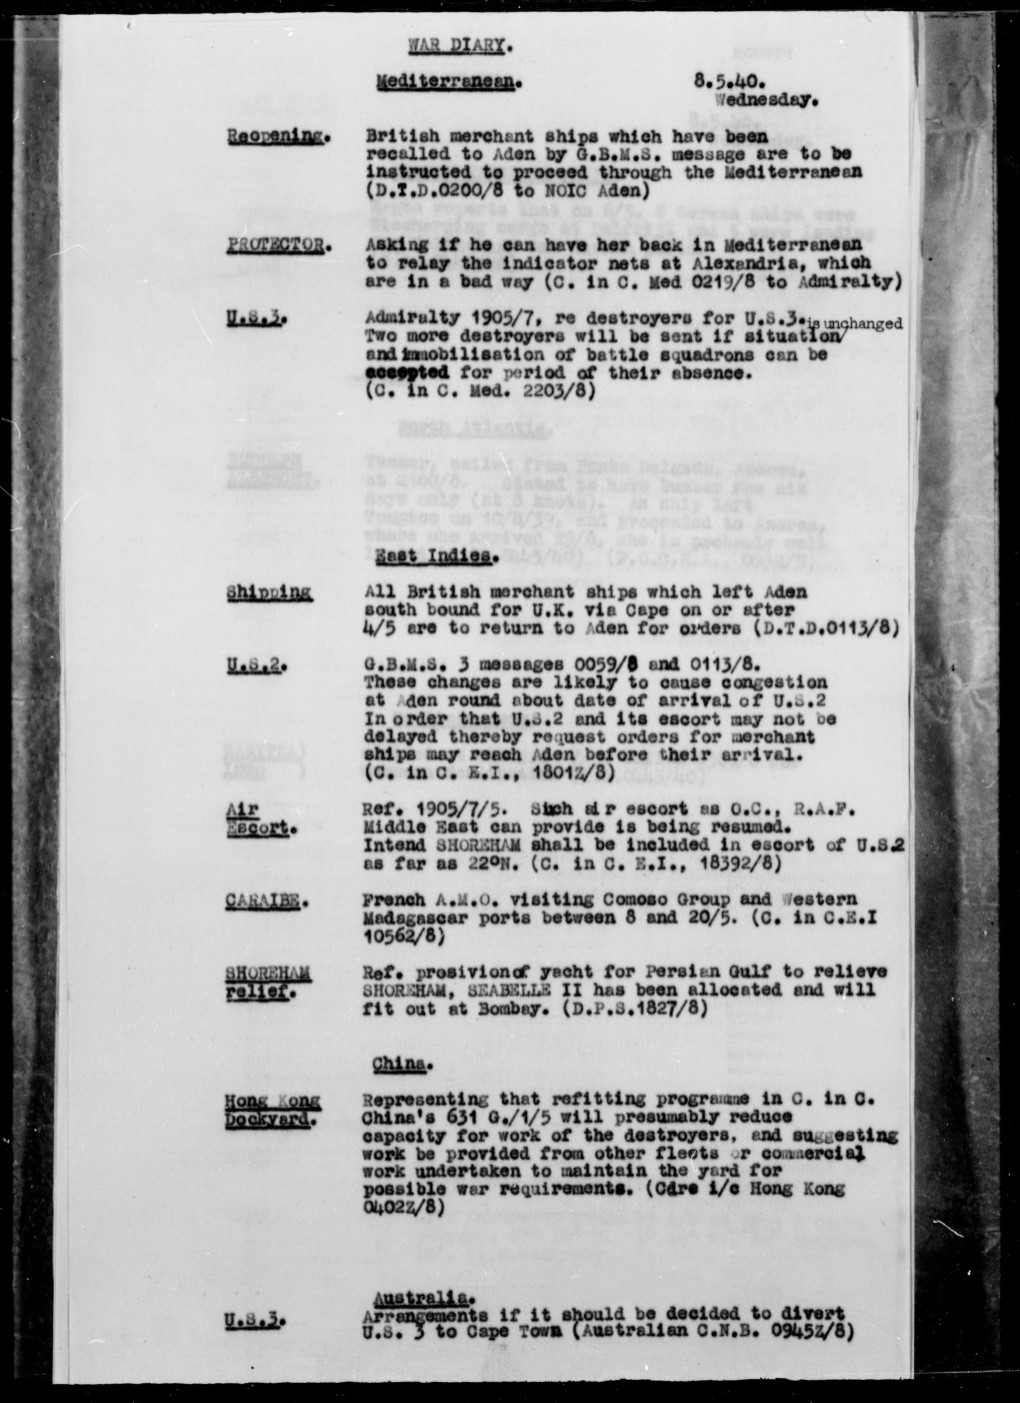 WAR DIARY.
Mediterranean. 8.5.40.
Wednesday.
Reopening. British merchant ships which have been
recalled to Aden by G.B.M.S. message are to be
instructed to proceed through the Mediterranean
(D.T.D.0200/8 to NOIC Aden)
PROTECTOR. Asking if he can have her back in Mediterranean
to relay the indicator nets at Alexandria, which
are in a bad way (C. in C. Med 0219/8 to Admiralty)
U.S.3. Admiralty 1905/7, re destroyers for U.S.3. is unchanged
Two more destroyers will be sent if situation/
and immobilisation of battle squadrons can be
accepted for period of their absence.
(C. in C. Med. 2203/8)
East Indies.
Shipping All British merchant ships which left Aden
south bound for U.K. via Cape on or after
4/5 are to return to Aden for orders (D.T.D.0113/8)
U.S.2. G.B.M.S. 3 messages 0059/8 and 0113/8.
These changes are likely to cause congestion
at Aden round about date of arrival of U.S.2
In order that U.S.2 and its escort may not be
delayed thereby request orders for merchant
ships may reach Aden before their arrival.
(C. in C. E.I., 1801Z/8)
Air Ref. 1905/7/5. Such air escort as O.C., R.A.F.
Escort. Middle East can provide is being resumed.
Intend SHOREHAM shall be included in escort of U.S.2
as far as 22°N. (C. in C. E.I., 18392/8)
CARAIBE. French A.M.O. visiting Comoso Group and Western
Madagascar ports between 8 and 20/5. (C. in C.E.I
10562/8)
SHOREHAM Ref. prosivion of yacht for Persian Gulf to relieve
relief. SHOREHAM, SEABELLE II has been allocated and will
fit out at Bombay. (D.P.S.1827/8)
China.
Hong Kong Representing that refitting programme in C. in C.
Dockyard. China's 631 G./1/5 will presumably reduce
capacity for work of the destroyers, and suggesting
work be provided from other fleets or commercial
work undertaken to maintain the yard for
possible war requirements. (Cdre i/c Hong Kong
0402Z/8)
Australia.
U.S.3. Arrangements if it should be decided to divert
U.S. 3 to Cape Town (Australian C.N.B. 0945Z/8)